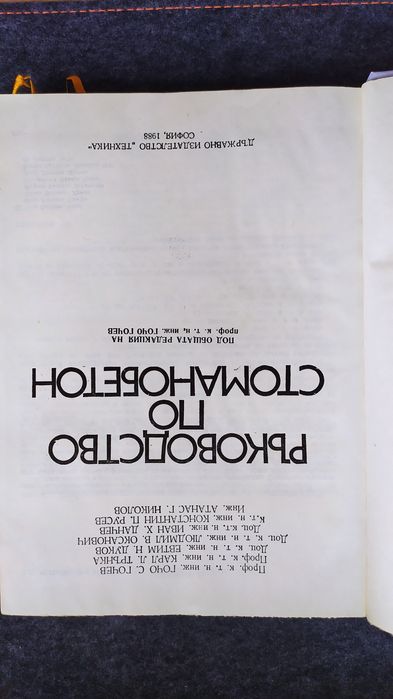 Проф. к. т. н. инж. ГОЧО С. ГОЧЕВ
Проф. к. т. н. инж. КАРЛ Л. ТРЪНКА
Доц. к. т. н. инж. ЕВТИМ Н. ДУКОВ
Доц. к. т. н. инж. ЛЮДМИЛ В. ОКСАНОВИЧ
Доц. к.т.н. инж. ИВАН Х. ДАНЧЕВ
к.т. н. инж. КОНСТАНТИН П. РУСЕВ
Инж. АТАНАС Г. НИКОЛОВ
РЪКОВОДСТВО
ПО
СТОМАНОБЕТОН
ПОД ОБЩАТА РЕДАКЦИЯ НА
проф. к. т. н. инж. ГОЧО ГОЧЕВ
ДЪРЖАВНО ИЗДАТЕЛСТВО „ТЕХНИКА"
СОФИЯ, 1988